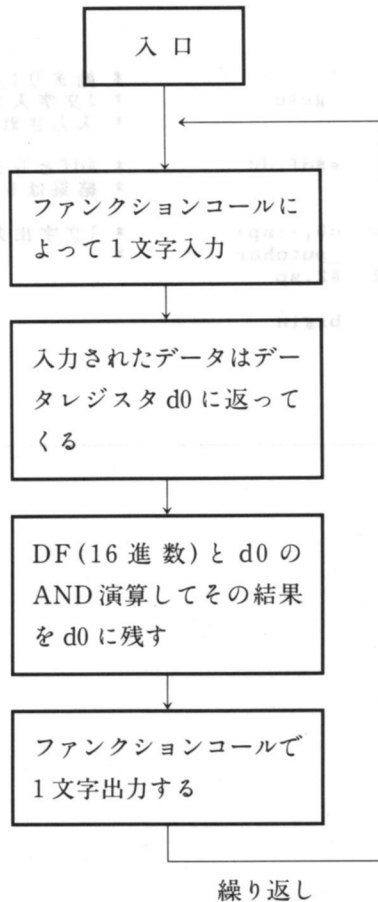 入 口
ファンクションコールに
よって1文字入力
入力されたデータはデー
タレジスタ d0 に返って
くる
DF(16 進 数) と d0 の
AND 演算してその結果
を d0 に残す
ファンクションコールで
1文字出力する
繰り返し